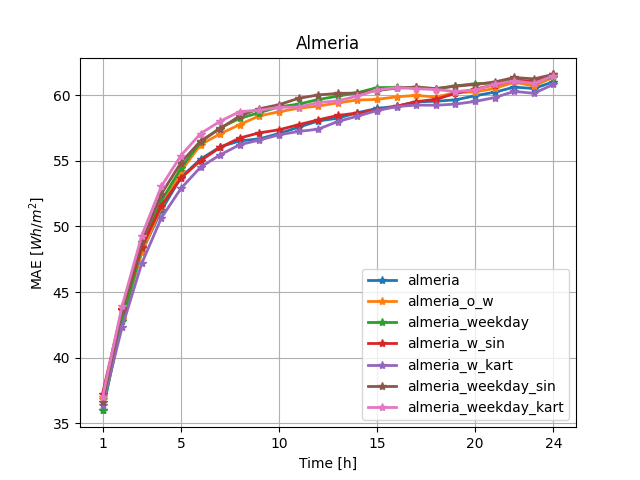 Almeria
MAE [Wh/m²]
60
55
50
45
40
35
almeria
almeria_o_w
almeria_weekday
almeria_w_sin
almeria_w_kart
almeria_weekday_sin
almeria_weekday_kart
1 5 10 15 20 24
Time [h]